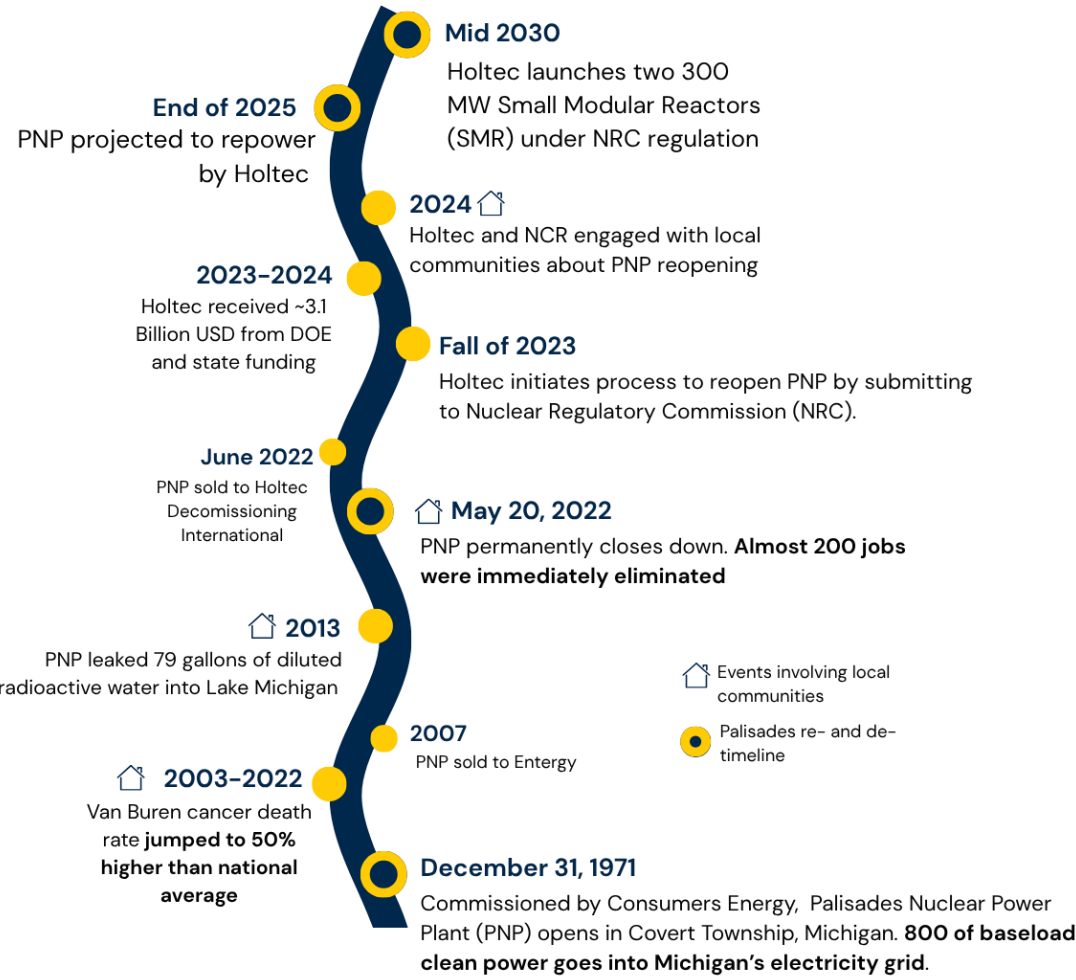 Mid 2030
Holtec launches two 300
MW Small Modular Reactors
(SMR) under NRC regulation
End of 2025
PNP projected to repower
by Holtec
2024
Holtec and NCR engaged with local
communities about PNP reopening
2023-2024
Holtec received ~3.1
Billion USD from DOE
and state funding
Fall of 2023
Holtec initiates process to reopen PNP by submitting
to Nuclear Regulatory Commission (NRC).
June 2022
PNP sold to Holtec
Decomissioning
International
May 20, 2022
PNP permanently closes down. Almost 200 jobs
were immediately eliminated
2013
PNP leaked 79 gallons of diluted
radioactive water into Lake Michigan
Events involving local
communities
Palisades re- and de-
timeline
2007
PNP sold to Entergy
2003-2022
Van Buren cancer death
rate jumped to 50%
higher than national
average
December 31, 1971
Commissioned by Consumers Energy, Palisades Nuclear Power
Plant (PNP) opens in Covert Township, Michigan. 800 of baseload
clean power goes into Michigan's electricity grid.